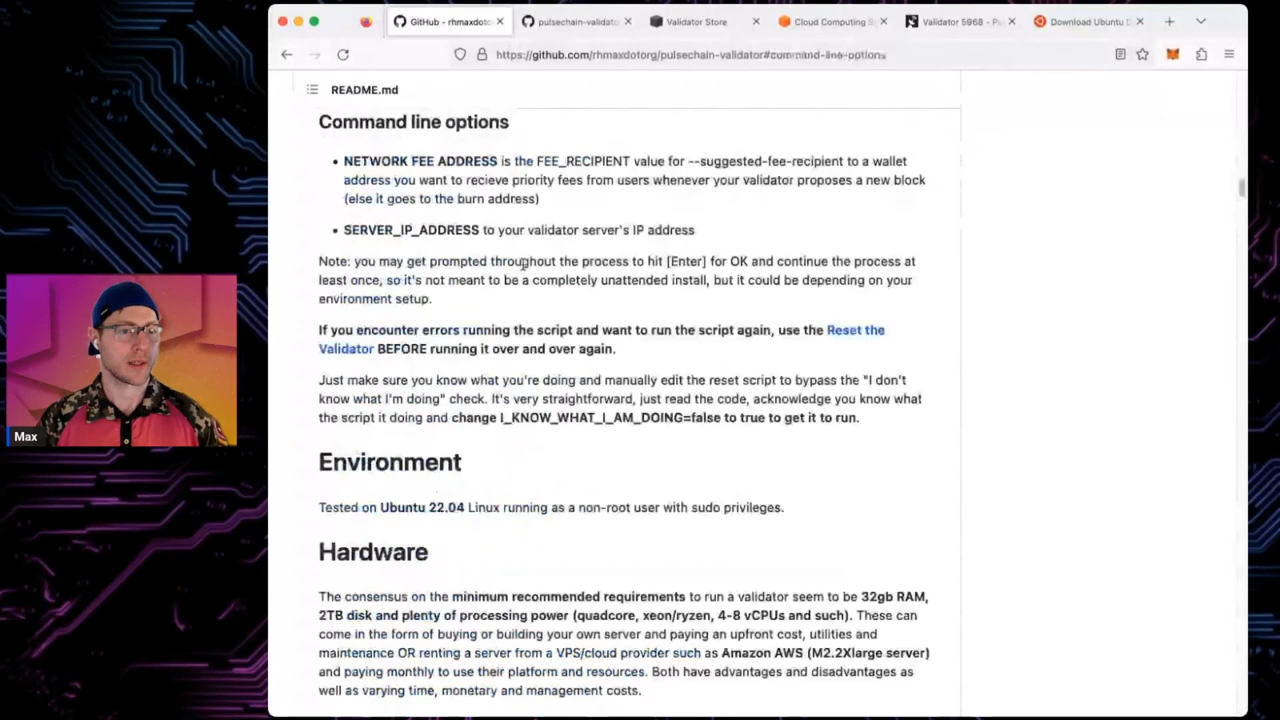 GitHub - rhmaxdoto
pulsechain-validato
Validator Store
Cloud Computing S
Validator 5968 - Pu
Download Ubuntu D
https://github.com/rhmaxdotorg/pulsechain-validator#command-line-options
README.md
Command line options
NETWORK FEE ADDRESS is the FEE_RECIPIENT value for --suggested-fee-recipient to a wallet
address you want to recieve priority fees from users whenever your validator proposes a new block
(else it goes to the burn address)
SERVER_IP_ADDRESS to your validator server's IP address
Note: you may get prompted throughout the process to hit [Enter] for OK and continue the process at
least once, so it's not meant to be a completely unattended install, but it could be depending on your
environment setup.
If you encounter errors running the script and want to run the script again, use the Reset the
Validator BEFORE running it over and over again.
Just make sure you know what you're doing and manually edit the reset script to bypass the "I don't
know what I'm doing" check. It's very straightforward, just read the code, acknowledge you know what
the script it doing and change I_KNOW_WHAT_I_AM_DOING=false to true to get it to run.
Environment
Tested on Ubuntu 22.04 Linux running as a non-root user with sudo privileges.
Hardware
The consensus on the minimum recommended requirements to run a validator seem to be 32gb RAM,
2TB disk and plenty of processing power (quadcore, xeon/ryzen, 4-8 vCPUs and such). These can
come in the form of buying or building your own server and paying an upfront cost, utilities and
maintenance OR renting a server from a VPS/cloud provider such as Amazon AWS (M2.2Xlarge server)
and paying monthly to use their platform and resources. Both have advantages and disadvantages as
well as varying time, monetary and management costs.
Max